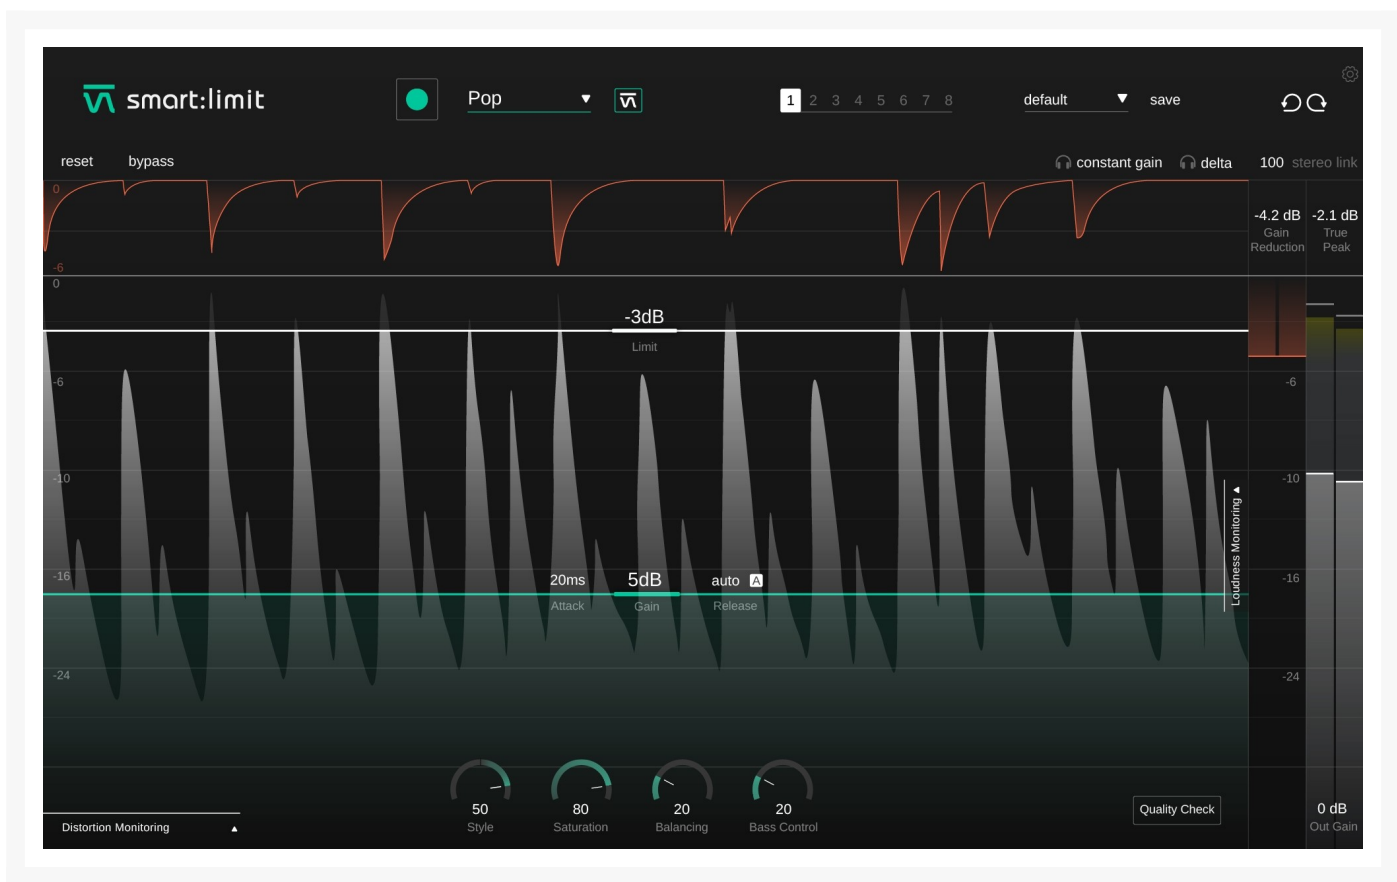 smart:limit
Pop
1 2 3 4 5 6 7 8
default
save
reset
bypass
constant gain
delta
100 stereo link
0
-6
-4.2 dB
Gain
Reduction
-2.1 dB
True
Peak
0
-3dB
Limit
-6
-6
-10
-10
Loudness Monitoring
-16
20ms
Attack
5dB
Gain
auto A
Release
-16
-24
-24
50
Style
80
Saturation
20
Balancing
20
Bass Control
Quality Check
0 dB
Out Gain
Distortion Monitoring